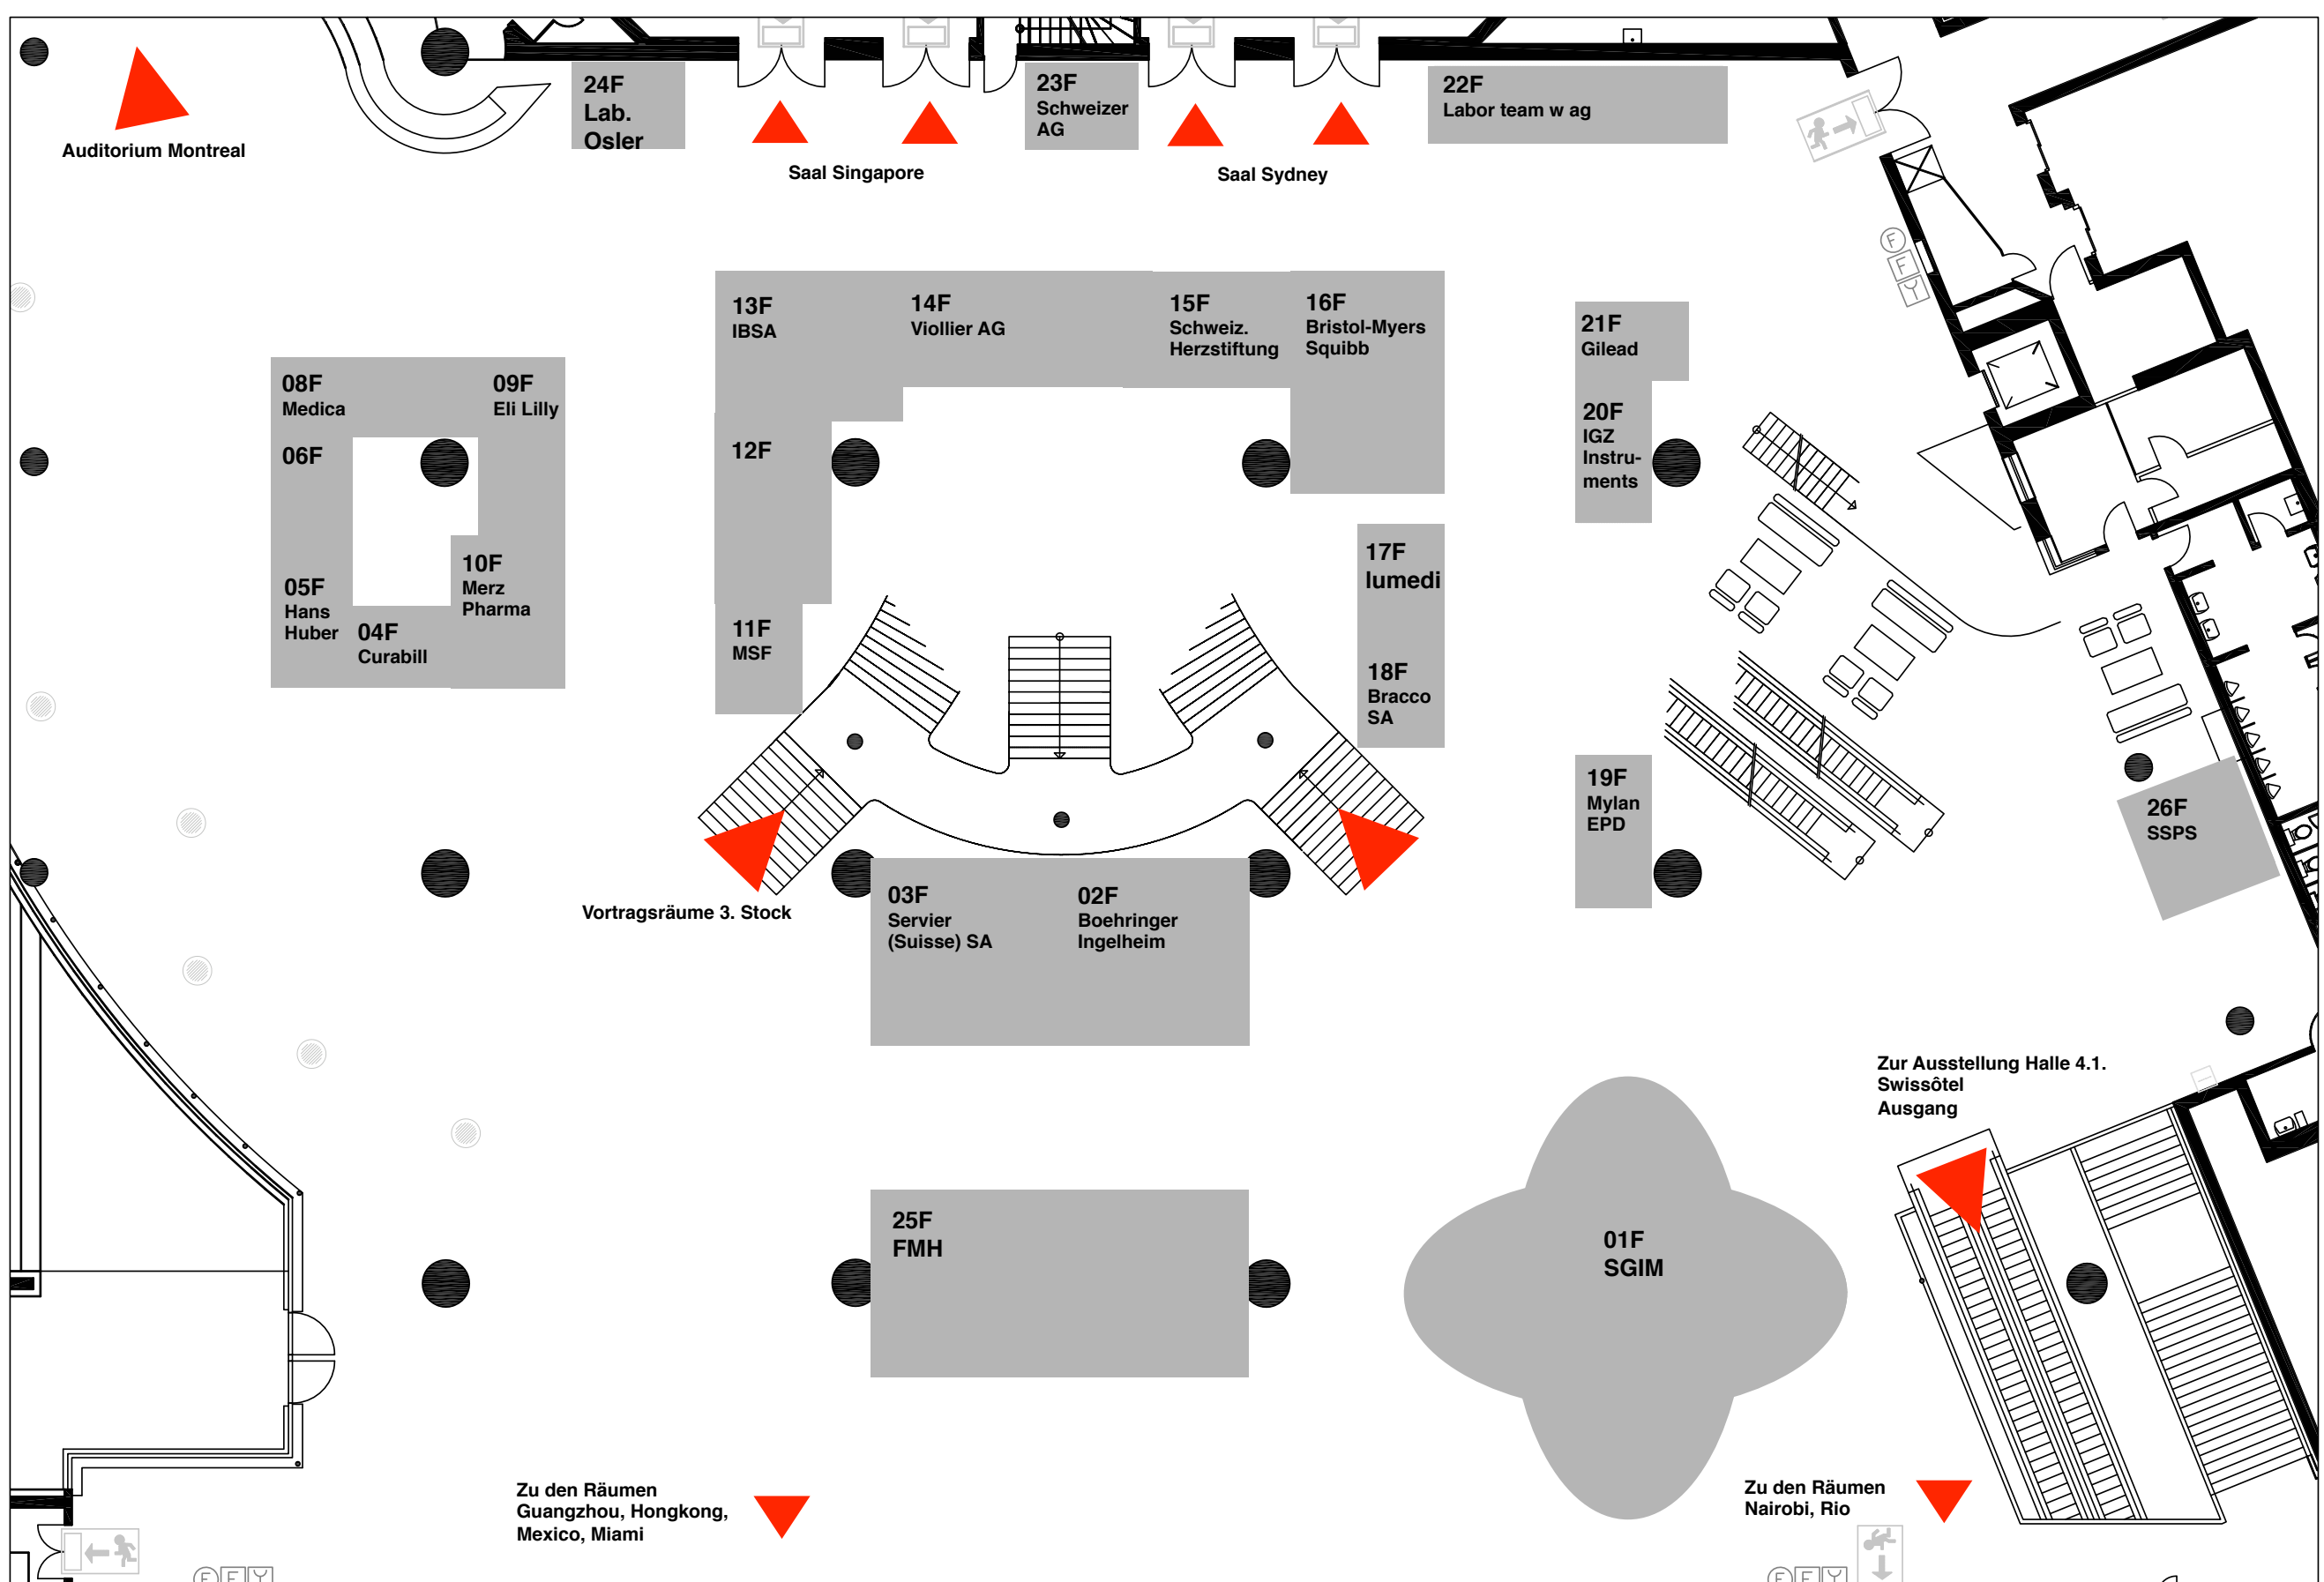 24F
Lab.
Osler
23F
Schweizer
AG
22F
Labor team w ag
Auditorium Montreal
Saal Singapore
Saal Sydney
13F
IBSA
14F
Viollier AG
15F
Schweiz.
Herzstiftung
16F
Bristol-Myers
Squibb
21F
Gilead
08F
Medica
09F
Eli Lilly
20F
IGZ
Instru-
ments
06F
12F
17F
lumedi
10F
Merz
Pharma
05F
Hans
Huber
04F
Curabill
11F
MSF
18F
Bracco
SA
19F
Mylan
EPD
26F
SSPS
03F
Servier
(Suisse) SA
02F
Boehringer
Ingelheim
Vortragsräume 3. Stock
Zur Ausstellung Halle 4.1.
Swissôtel
Ausgang
25F
FMH
01F
SGIM
Zu den Räumen
Guangzhou, Hongkong,
Mexico, Miami
Zu den Räumen
Nairobi, Rio
F
F
F F
F F